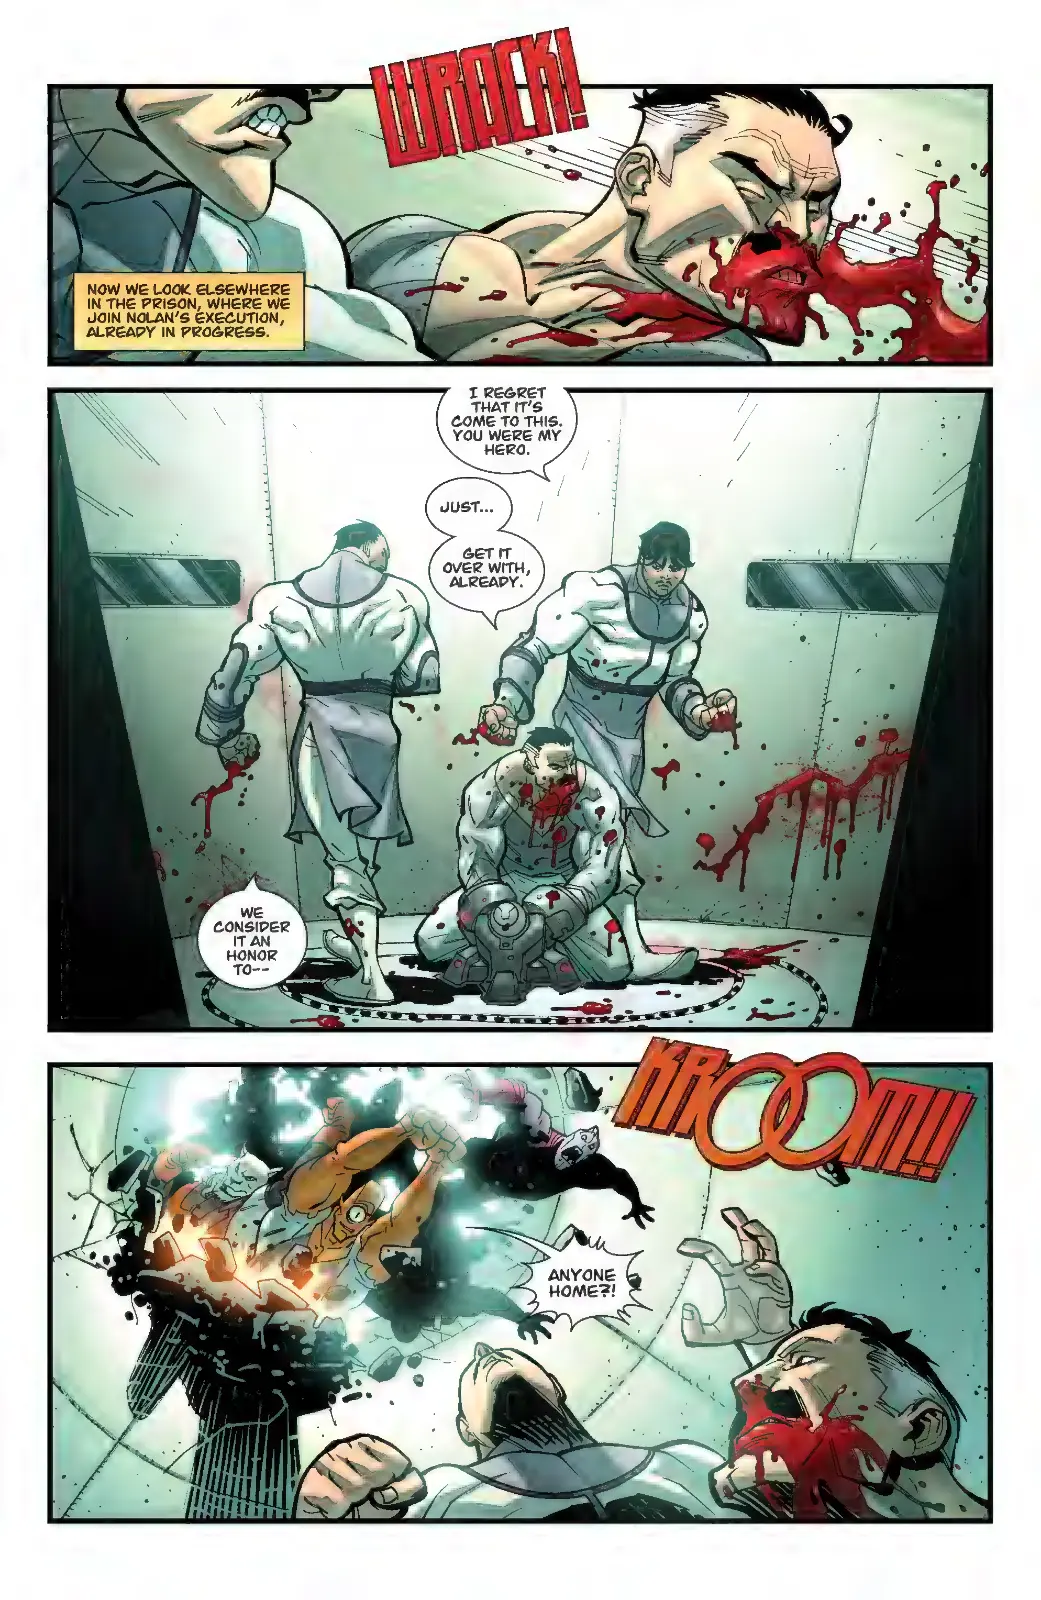 WRACK!
NOW WE LOOK ELSEWHERE
IN THE PRISON, WHERE WE
JOIN NOLAN'S EXECUTION,
ALREADY IN PROGRESS.
I REGRET
THAT IT'S
COME TO THIS.
YOU WERE MY
HERO.
JUST...
GET IT
OVER WITH,
ALREADY.
WE
CONSIDER
IT AN
HONOR
TO--
KROOM!!
ANYONE
HOME?!